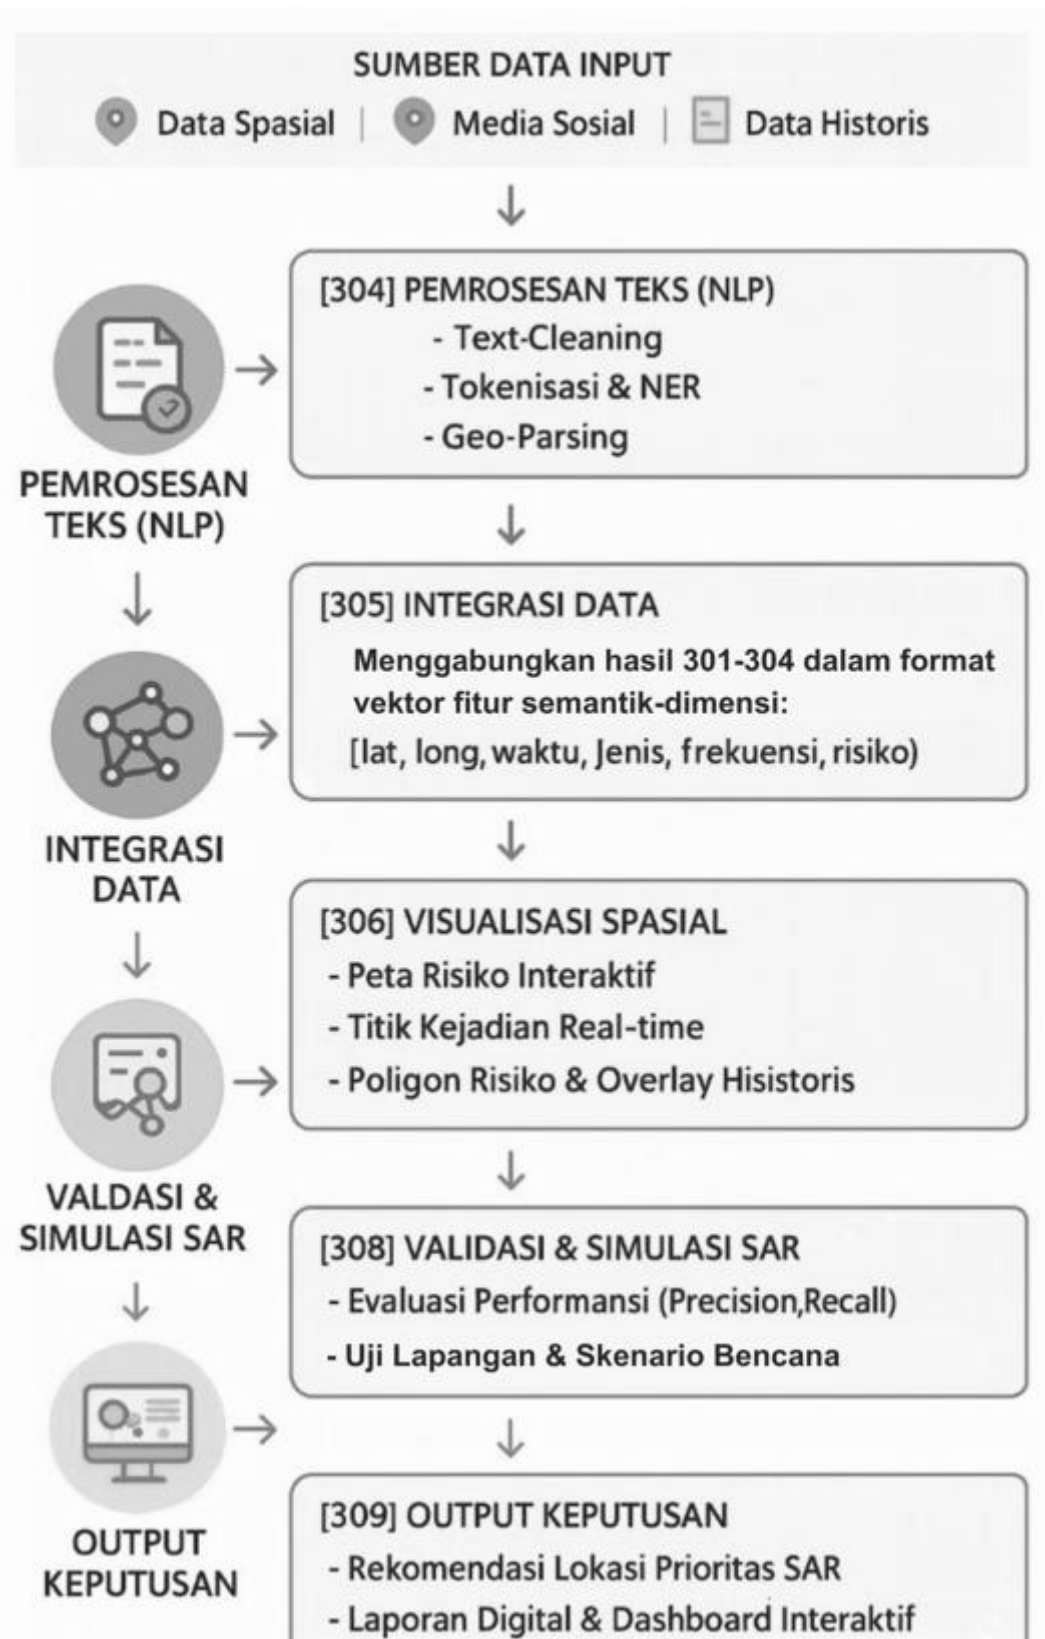 SUMBER DATA INPUT
Data Spasial | Media Sosial | Data Historis
[304] PEMROSESAN TEKS (NLP)
- Text-Cleaning
- Tokenisasi & NER
- Geo-Parsing
PEMROSESAN
TEKS (NLP)
[305] INTEGRASI DATA
Menggabungkan hasil 301-304 dalam format
vektor fitur semantik-dimensi:
[lat, long, waktu, Jenis, frekuensi, risiko)
INTEGRASI
DATA
[306] VISUALISASI SPASIAL
- Peta Risiko Interaktif
- Titik Kejadian Real-time
- Poligon Risiko & Overlay Hisistoris
VALDASI &
SIMULASI SAR
[308] VALIDASI & SIMULASI SAR
- Evaluasi Performansi (Precision,Recall)
- Uji Lapangan & Skenario Bencana
OUTPUT
KEPUTUSAN
[309] OUTPUT KEPUTUSAN
- Rekomendasi Lokasi Prioritas SAR
- Laporan Digital & Dashboard Interaktif